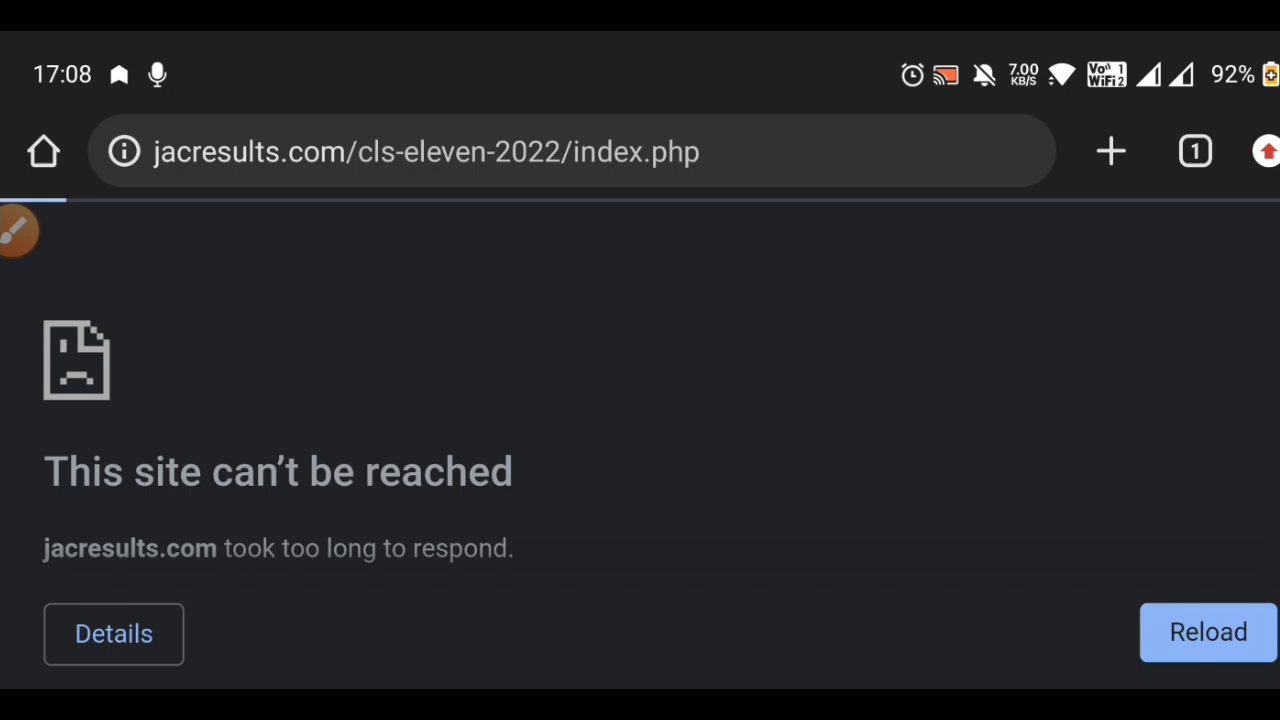 17:08 7.00 KB/S Vo 1 WiFi 2 92%
jacresults.com/cls-eleven-2022/index.php 1
This site can’t be reached
jacresults.com took too long to respond.
Details Reload